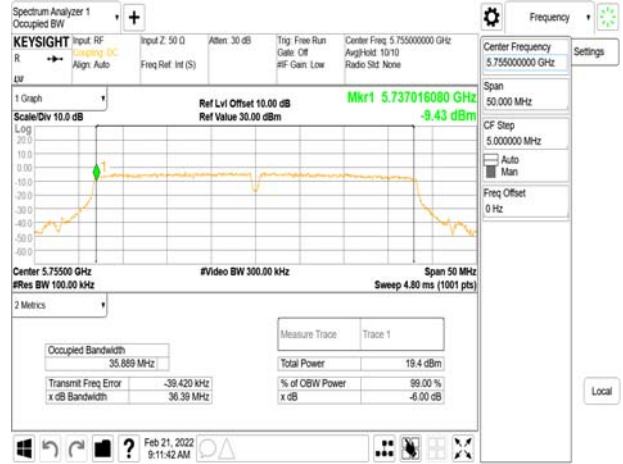 Spectrum Analyzer 1
Occupied BW
+
Frequency
KEYSIGHT
Input: RF
Coupling: DC
Align: Auto
Input Z: 50 Ω
Freq Ref: Int (S)
Atten: 30 dB
Trig: Free Run
Gate: Off
#IF Gain: Low
Center Freq: 5.755000000 GHz
Avg|Hold: 10/10
Radio Std: None
R
LVI
Center Frequency
5.755000000 GHz
Settings
Span
50.000 MHz
CF Step
5.000000 MHz
Auto
Man
Freq Offset
0 Hz
Local
1 Graph
Scale/Div 10.0 dB
Ref Lvl Offset 10.00 dB
Ref Value 30.00 dBm
Mkr1 5.737016080 GHz
-9.43 dBm
Log
20.0
10.0
0.00
-10.0
-20.0
-30.0
-40.0
-50.0
-60.0
1
Center 5.75500 GHz
#Res BW 100.00 kHz
#Video BW 300.00 kHz
Span 50 MHz
Sweep 4.80 ms (1001 pts)
2 Metrics
Measure Trace Trace 1
Occupied Bandwidth
35.889 MHz
Total Power 19.4 dBm
Transmit Freq Error -39.420 kHz
% of OBW Power 99.00 %
x dB Bandwidth 36.39 MHz
x dB -6.00 dB
?
Feb 21, 2022
9:11:42 AM